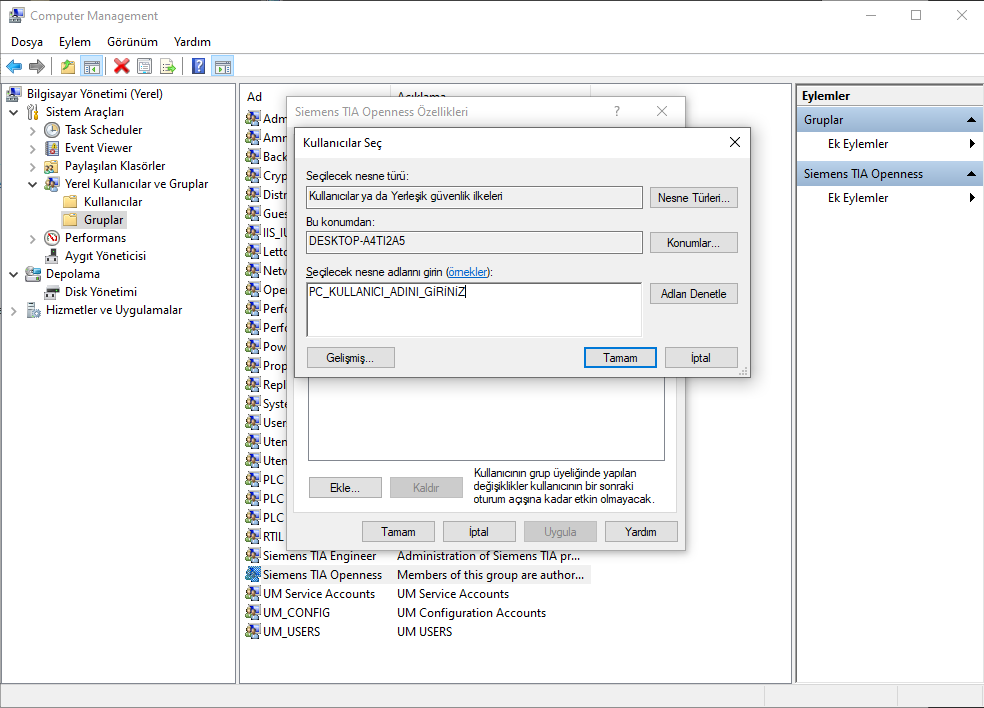 Computer Management
Dosya Eylem Görünüm Yardım
Bilgisayar Yönetimi (Yerel)
Sistem Araçları
Task Scheduler
Event Viewer
Paylaşılan Klasörler
Yerel Kullanıcılar ve Gruplar
Kullanıcılar
Gruplar
Performans
Aygıt Yöneticisi
Depolama
Disk Yönetimi
Hizmetler ve Uygulamalar
Ad Açıklama
Siemens TIA Openness Özellikleri
?
Kullanıcılar Seç
Seçilecek nesne türü:
Kullanıcılar ya da Yerleşik güvenlik ilkeleri
Nesne Türleri...
Bu konumdan:
DESKTOP-A4TI2A5
Konumlar...
Seçilecek nesne adlarını girin (örnekler):
PC_KULLANICI_ADINI_GİRİNİZ
Adları Denetle
Gelişmiş...
Tamam
İptal
Ekle...
Kaldır
Kullanıcının grup üyeliğinde yapılan
değişiklikler kullanıcının bir sonraki
oturum açışına kadar etkin olmayacak.
Tamam
İptal
Uygula
Yardım
PLC
PLC
PLC
RTIL
Siemens TIA Engineer Administration of Siemens TIA pr...
Siemens TIA Openness Members of this group are author...
UM Service Accounts UM Service Accounts
UM_CONFIG UM Configuration Accounts
UM_USERS UM USERS
Eylemler
Gruplar
Ek Eylemler
Siemens TIA Openness
Ek Eylemler